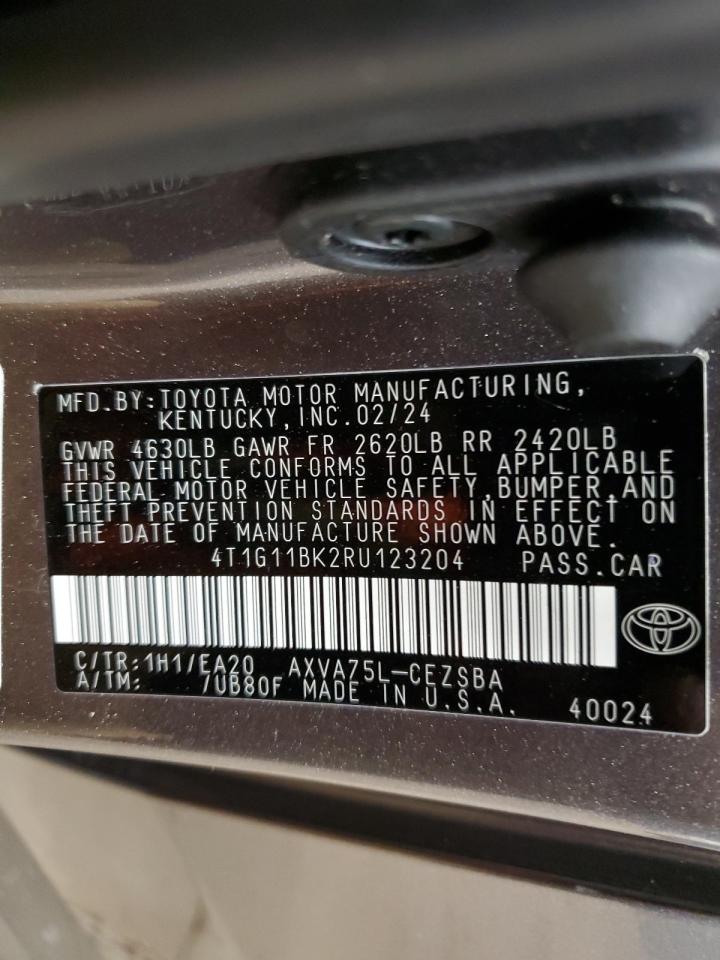 MFD.BY:TOYOTA MOTOR MANUFACTURING,
KENTUCKY,INC.02/24
GVWR 4630LB GAWR FR 2620LB RR 2420LB
THIS VEHICLE CONFORMS TO ALL APPLICABLE
FEDERAL MOTOR VEHICLE SAFETY,BUMPER,AND
THEFT PREVENTION STANDARDS IN EFFECT ON
THE DATE OF MANUFACTURE SHOWN ABOVE.
4T1G11BK2RU123204 PASS.CAR
C/TR:1H1/EA20 AXVA75L-CEZSBA
A/TM: /UB80F MADE IN U.S.A. 40024